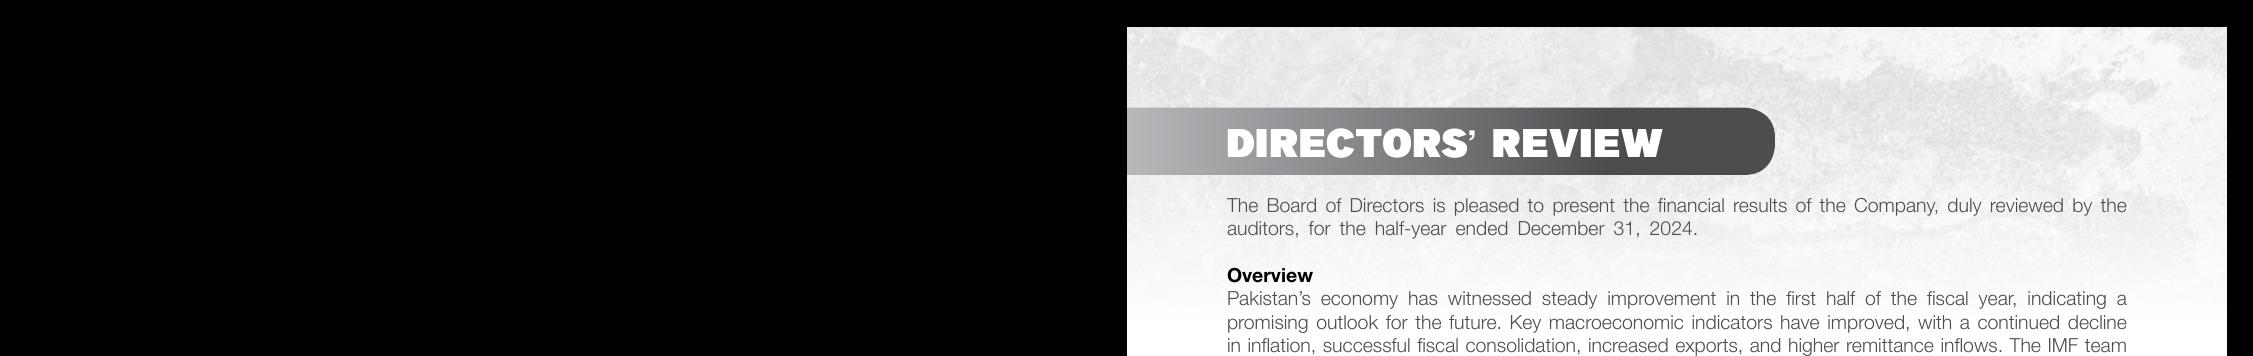 DIRECTORS’ REVIEW
The Board of Directors is pleased to present the financial results of the Company, duly reviewed by the
auditors, for the half-year ended December 31, 2024.
Overview
Pakistan’s economy has witnessed steady improvement in the first half of the fiscal year, indicating a
promising outlook for the future. Key macroeconomic indicators have improved, with a continued decline
in inflation, successful fiscal consolidation, increased exports, and higher remittance inflows. The IMF team